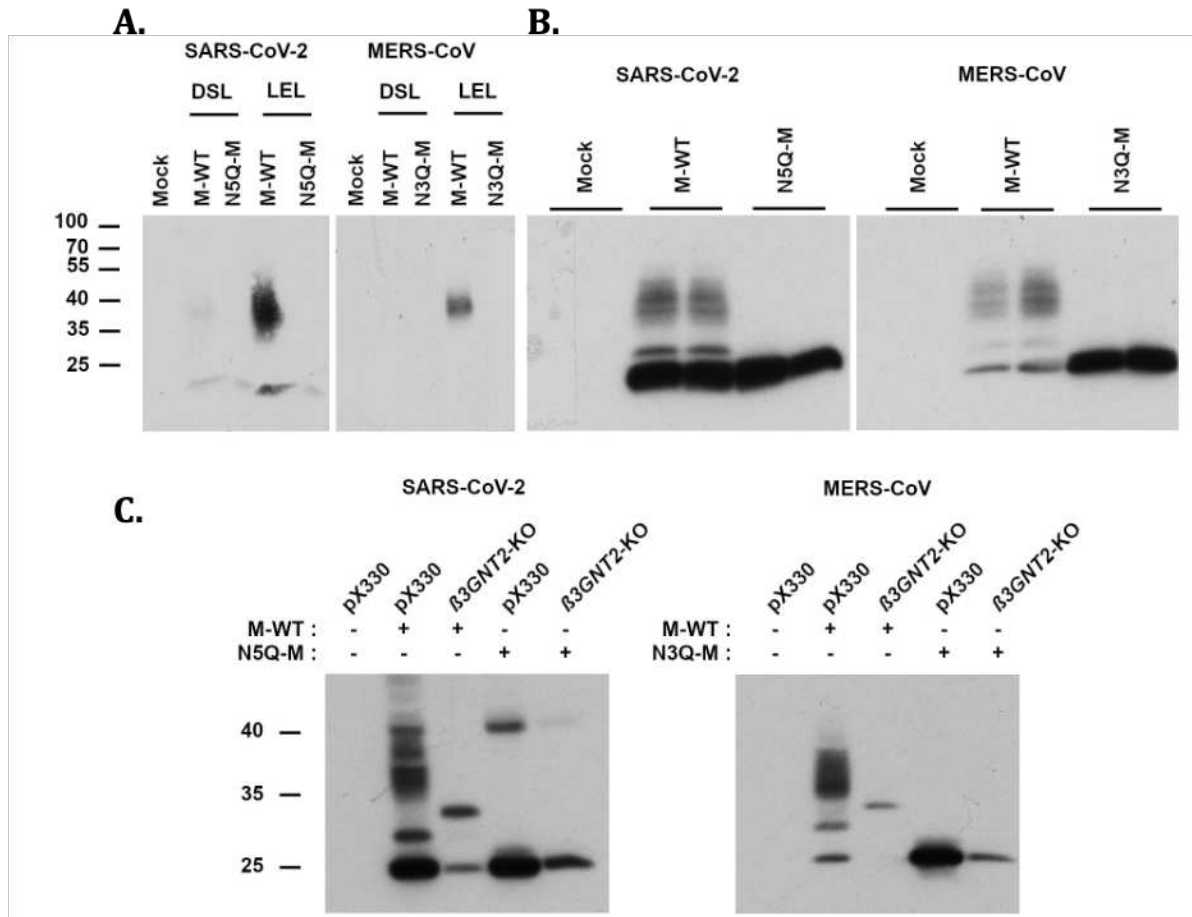 A.
B.
SARS-CoV-2 MERS-CoV
DSL LEL DSL LEL
Mock M-WT N5Q-M M-WT N5Q-M Mock M-WT N3Q-M M-WT N3Q-M
SARS-CoV-2 MERS-CoV
Mock M-WT N5Q-M Mock M-WT N3Q-M
100
70
55
40
35
25
C.
SARS-CoV-2 MERS-CoV
pX330 pX330 ß3GNT2-KO pX330 ß3GNT2-KO pX330 pX330 ß3GNT2-KO pX330 ß3GNT2-KO
M-WT : - + + - - M-WT : - + + - -
N5Q-M : - - - + + N3Q-M : - - - + +
40
35
25